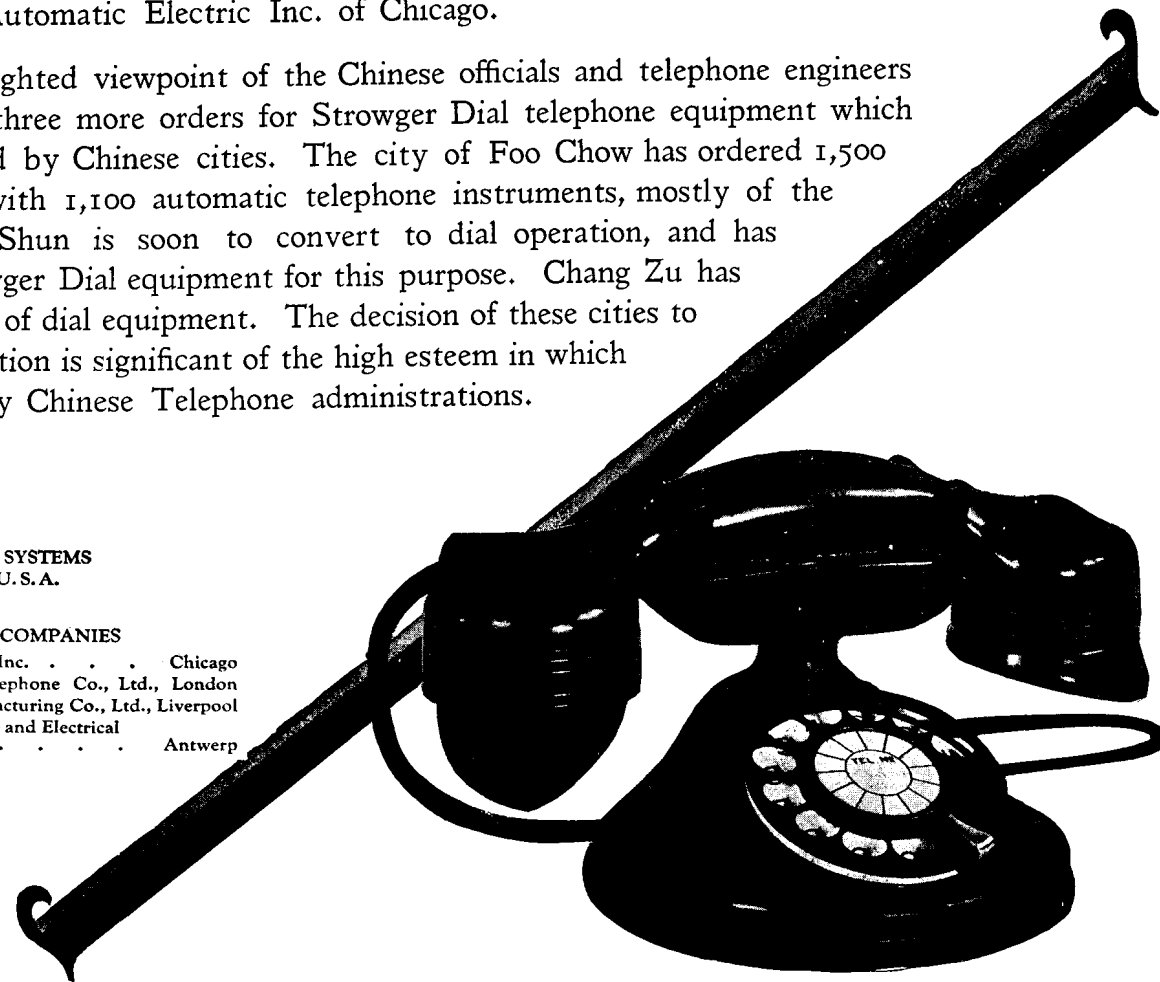 utomatic Electric Inc. of Chicago.
ghted viewpoint of the Chinese officials and telephone engineers
three more orders for Strowger Dial telephone equipment which
d by Chinese cities. The city of Foo Chow has ordered 1,500
with 1,100 automatic telephone instruments, mostly of the
Shun is soon to convert to dial operation, and has
ger Dial equipment for this purpose. Chang Zu has
of dial equipment. The decision of these cities to
tion is significant of the high esteem in which
y Chinese Telephone administrations.
SYSTEMS
U.S.A.
COMPANIES
Inc. . . . Chicago
ephone Co., Ltd., London
cturing Co., Ltd., Liverpool
and Electrical
. . . . Antwerp
TEL. NO.